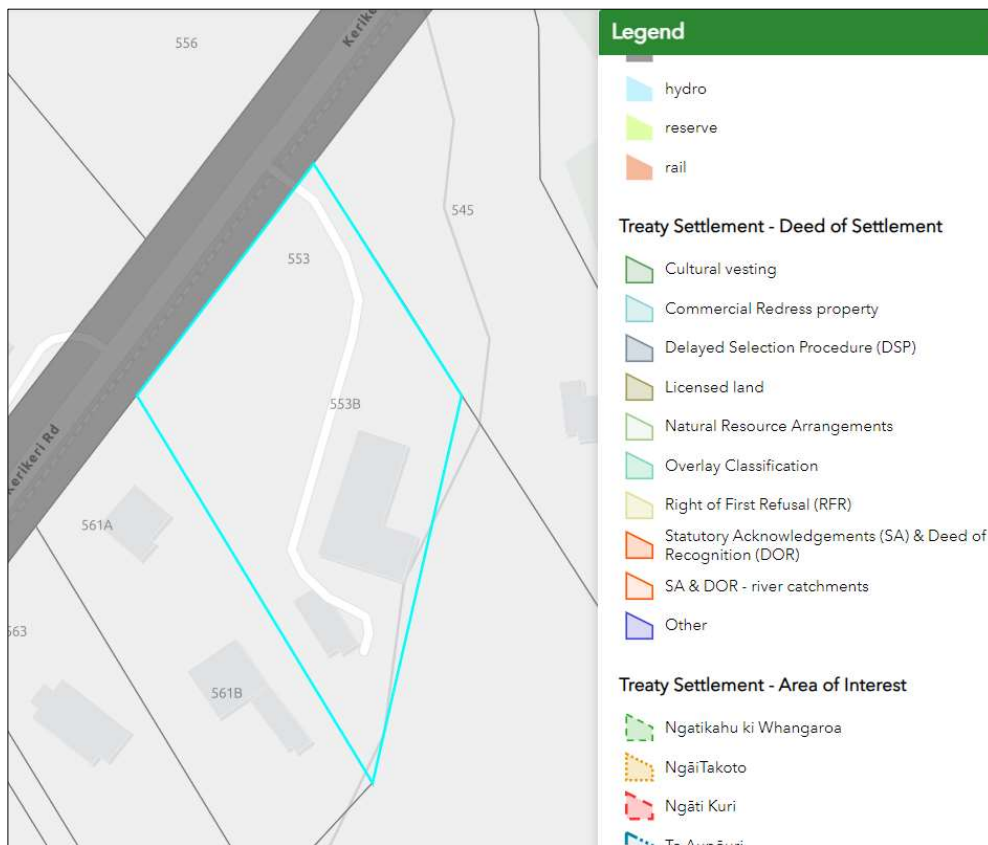 556
Kerikeri
545
553
553B
Kerikeri Rd
561A
563
561B
Legend
hydro
reserve
rail
Treaty Settlement - Deed of Settlement
Cultural vesting
Commercial Redress property
Delayed Selection Procedure (DSP)
Licensed land
Natural Resource Arrangements
Overlay Classification
Right of First Refusal (RFR)
Statutory Acknowledgements (SA) & Deed of
Recognition (DOR)
SA & DOR - river catchments
Other
Treaty Settlement - Area of Interest
Ngatikahu ki Whangaroa
NgāiTakoto
Ngāti Kuri
Te Aupōuri